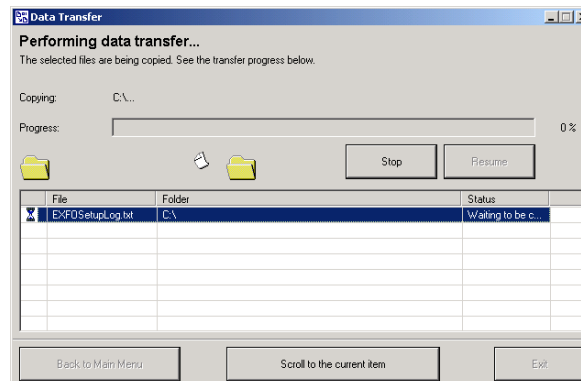 Data Transfer
Performing data transfer...
The selected files are being copied. See the transfer progress below.
Copying: C:\...
Progress: 0 %
Stop Resume
File Folder Status
EXFOSetupLog.txt C:\ Waiting to be c...
Back to Main Menu Scroll to the current item Exit